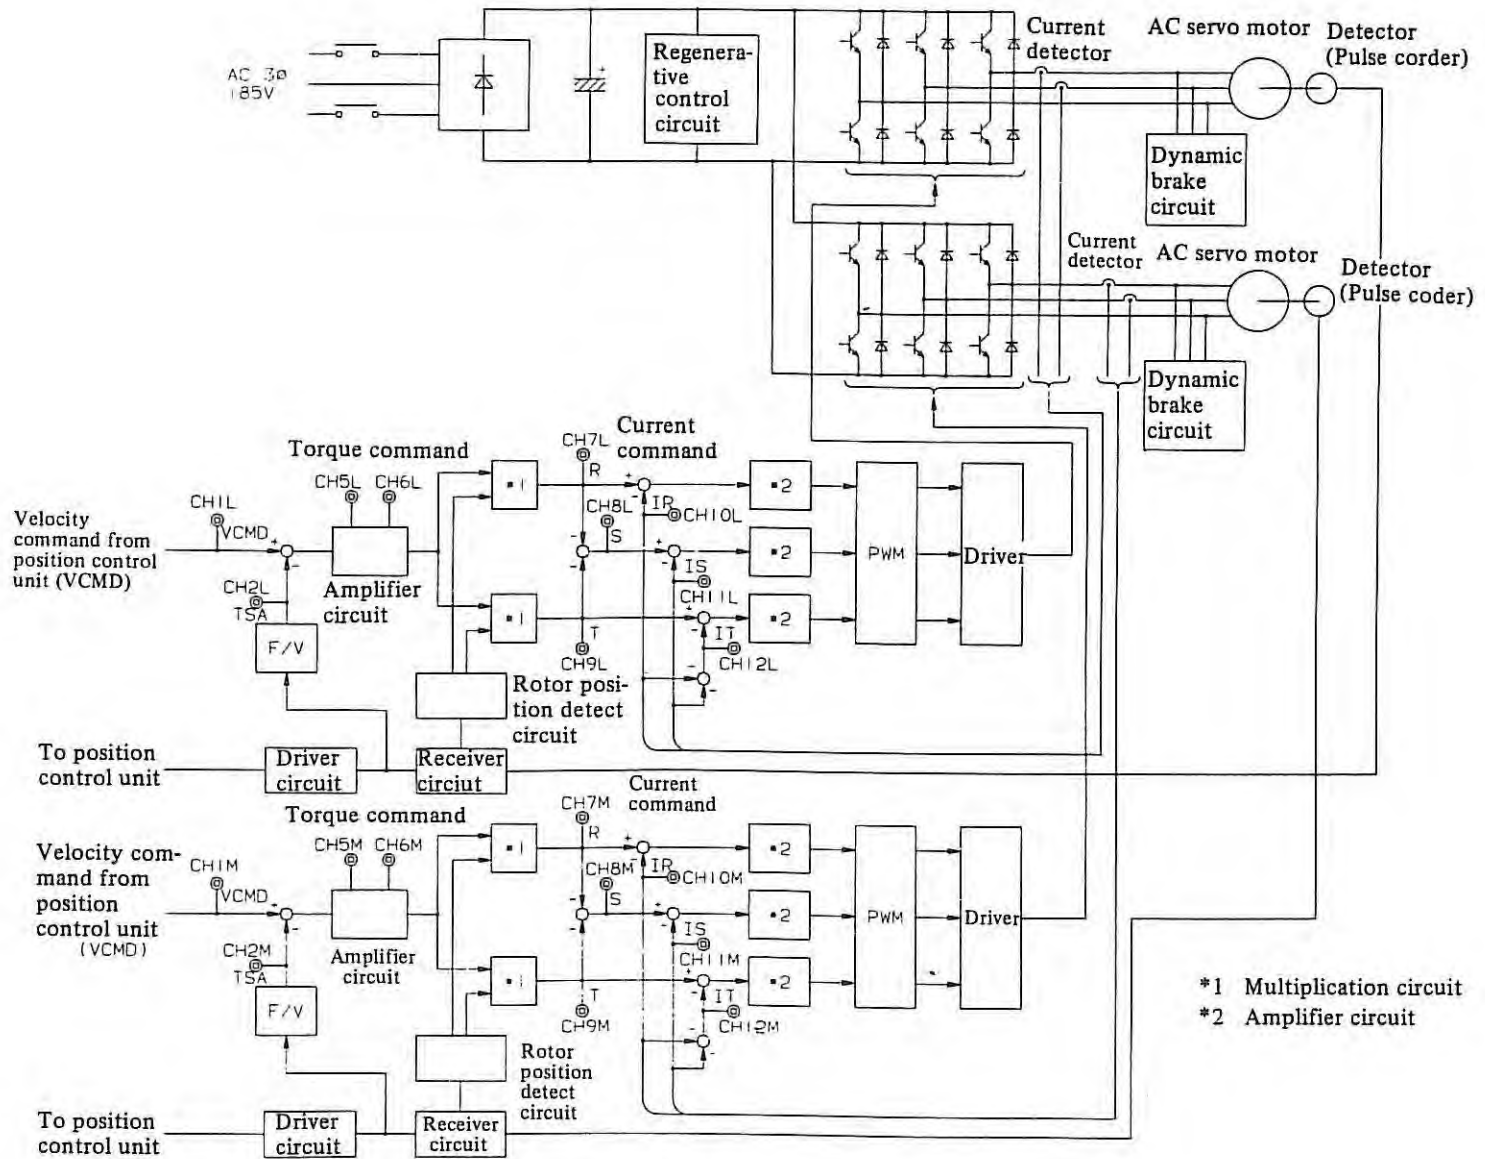 AC 3Ø
185V
Regenera-
tive
control
circuit
Current
detector
AC servo motor
Detector
(Pulse corder)
Dynamic
brake
circuit
Current
detector
AC servo motor
Detector
(Pulse coder)
Dynamic
brake
circuit
Torque command
CH5L
CH6L
CH7L
R
Current
command
CH1L
VCMD
+
-
Velocity
command from
position control
unit (VCMD)
CH2L
TSA
F/V
Amplifier
circuit
*1
*1
CH8L
S
-
-
T
CH9L
+
-
IR
CH10L
+
-
IS
CH11L
+
-
IT
CH12L
-
-
*2
*2
*2
PWM
Driver
Rotor posi-
tion detect
circuit
To position
control unit
Driver
circuit
Receiver
circiut
Torque command
CH5M
CH6M
CH7M
R
Current
command
Velocity com-
mand from
position
control unit
(VCMD)
CH1M
VCMD
+
-
CH2M
TSA
F/V
Amplifier
circuit
*1
*1
CH8M
S
-
-
T
CH9M
+
-
IR
CH10M
+
-
IS
CH11M
+
-
IT
CH12M
-
-
*2
*2
*2
PWM
Driver
Rotor
position
detect
circuit
To position
control unit
Driver
circuit
Receiver
circuit
*1 Multiplication circuit
*2 Amplifier circuit